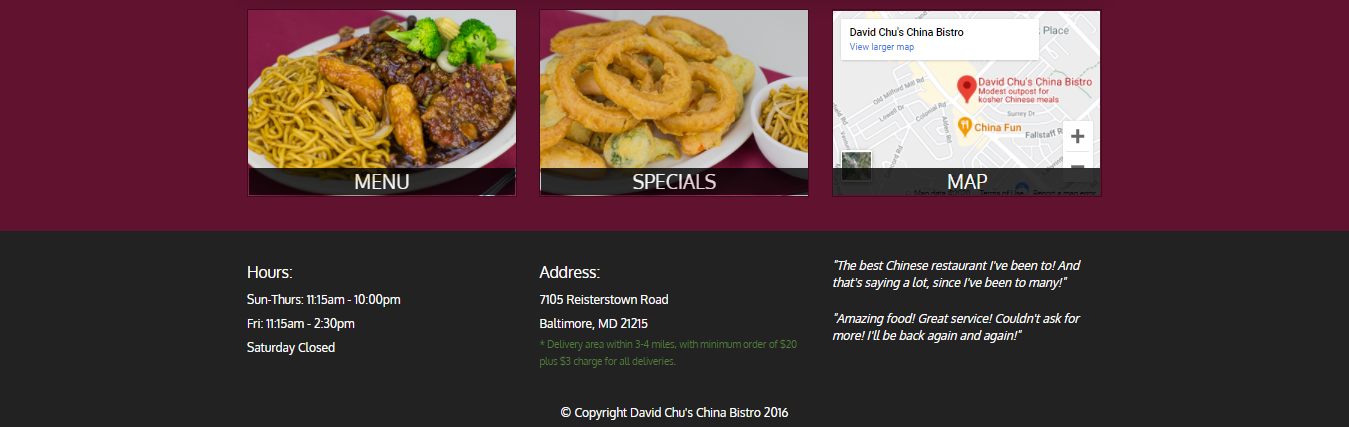 David Chu's China Bistro
View larger map
Place
David Chu's China Bistro
Modest outpost for
kosher Chinese meals
Old Milford Mill Rd
Lowell Dr
Colonial Rd
Surrey Dr
China Fun
Fallstaff R
MENU
SPECIALS
MAP
Hours:
Sun-Thurs: 11:15am - 10:00pm
Fri: 11:15am - 2:30pm
Saturday Closed
Address:
7105 Reisterstown Road
Baltimore, MD 21215
* Delivery area within 3-4 miles, with minimum order of $20
plus $3 charge for all deliveries.
"The best Chinese restaurant I've been to! And
that's saying a lot, since I've been to many!"
"Amazing food! Great service! Couldn't ask for
more! I'll be back again and again!"
© Copyright David Chu's China Bistro 2016